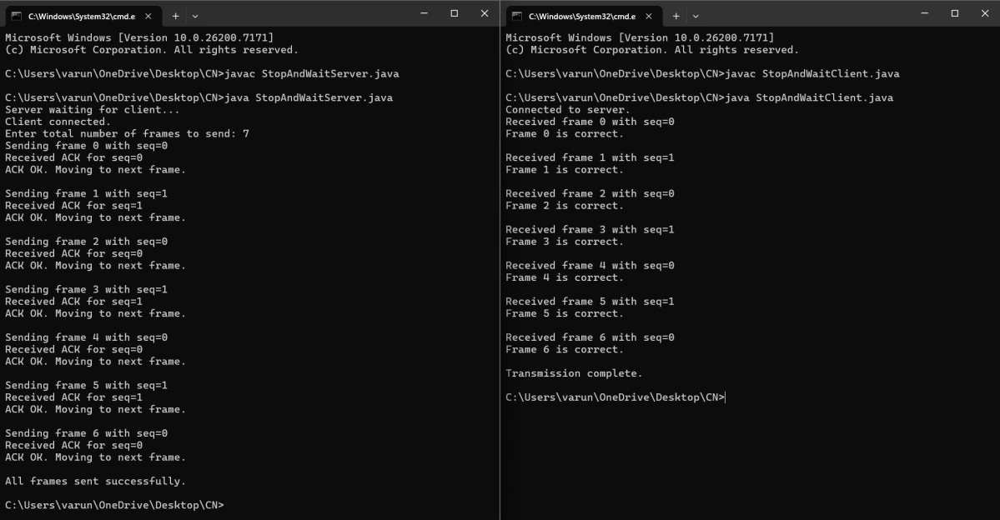 C:\Windows\System32\cmd.e
Microsoft Windows [Version 10.0.26200.7171]
(c) Microsoft Corporation. All rights reserved.
C:\Users\varun\OneDrive\Desktop\CN>javac StopAndWaitServer.java
C:\Users\varun\OneDrive\Desktop\CN>java StopAndWaitServer.java
Server waiting for client...
Client connected.
Enter total number of frames to send: 7
Sending frame 0 with seq=0
Received ACK for seq=0
ACK OK. Moving to next frame.
Sending frame 1 with seq=1
Received ACK for seq=1
ACK OK. Moving to next frame.
Sending frame 2 with seq=0
Received ACK for seq=0
ACK OK. Moving to next frame.
Sending frame 3 with seq=1
Received ACK for seq=1
ACK OK. Moving to next frame.
Sending frame 4 with seq=0
Received ACK for seq=0
ACK OK. Moving to next frame.
Sending frame 5 with seq=1
Received ACK for seq=1
ACK OK. Moving to next frame.
Sending frame 6 with seq=0
Received ACK for seq=0
ACK OK. Moving to next frame.
All frames sent successfully.
C:\Users\varun\OneDrive\Desktop\CN>
C:\Windows\System32\cmd.e
Microsoft Windows [Version 10.0.26200.7171]
(c) Microsoft Corporation. All rights reserved.
C:\Users\varun\OneDrive\Desktop\CN>javac StopAndWaitClient.java
C:\Users\varun\OneDrive\Desktop\CN>java StopAndWaitClient.java
Connected to server.
Received frame 0 with seq=0
Frame 0 is correct.
Received frame 1 with seq=1
Frame 1 is correct.
Received frame 2 with seq=0
Frame 2 is correct.
Received frame 3 with seq=1
Frame 3 is correct.
Received frame 4 with seq=0
Frame 4 is correct.
Received frame 5 with seq=1
Frame 5 is correct.
Received frame 6 with seq=0
Frame 6 is correct.
Transmission complete.
C:\Users\varun\OneDrive\Desktop\CN>